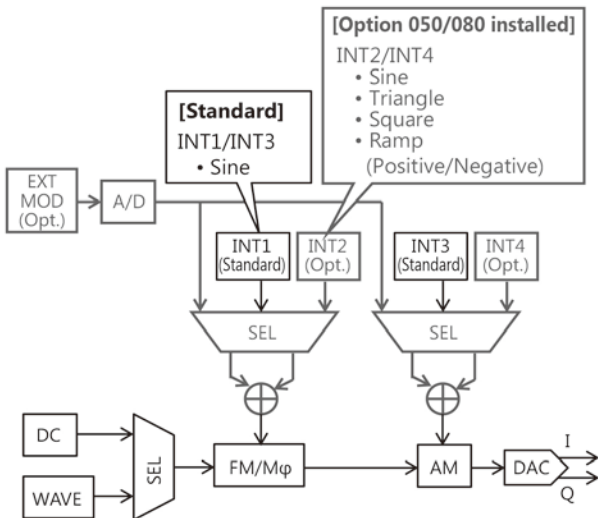 [Option 050/080 installed]
INT2/INT4
• Sine
• Triangle
• Square
• Ramp
(Positive/Negative)
[Standard]
INT1/INT3
• Sine
EXT
MOD
(Opt.)
A/D
INT1
(Standard)
INT2
(Opt.)
INT3
(Standard)
INT4
(Opt.)
SEL
SEL
DC
WAVE
SEL
FM/Mφ
AM
DAC
I
Q